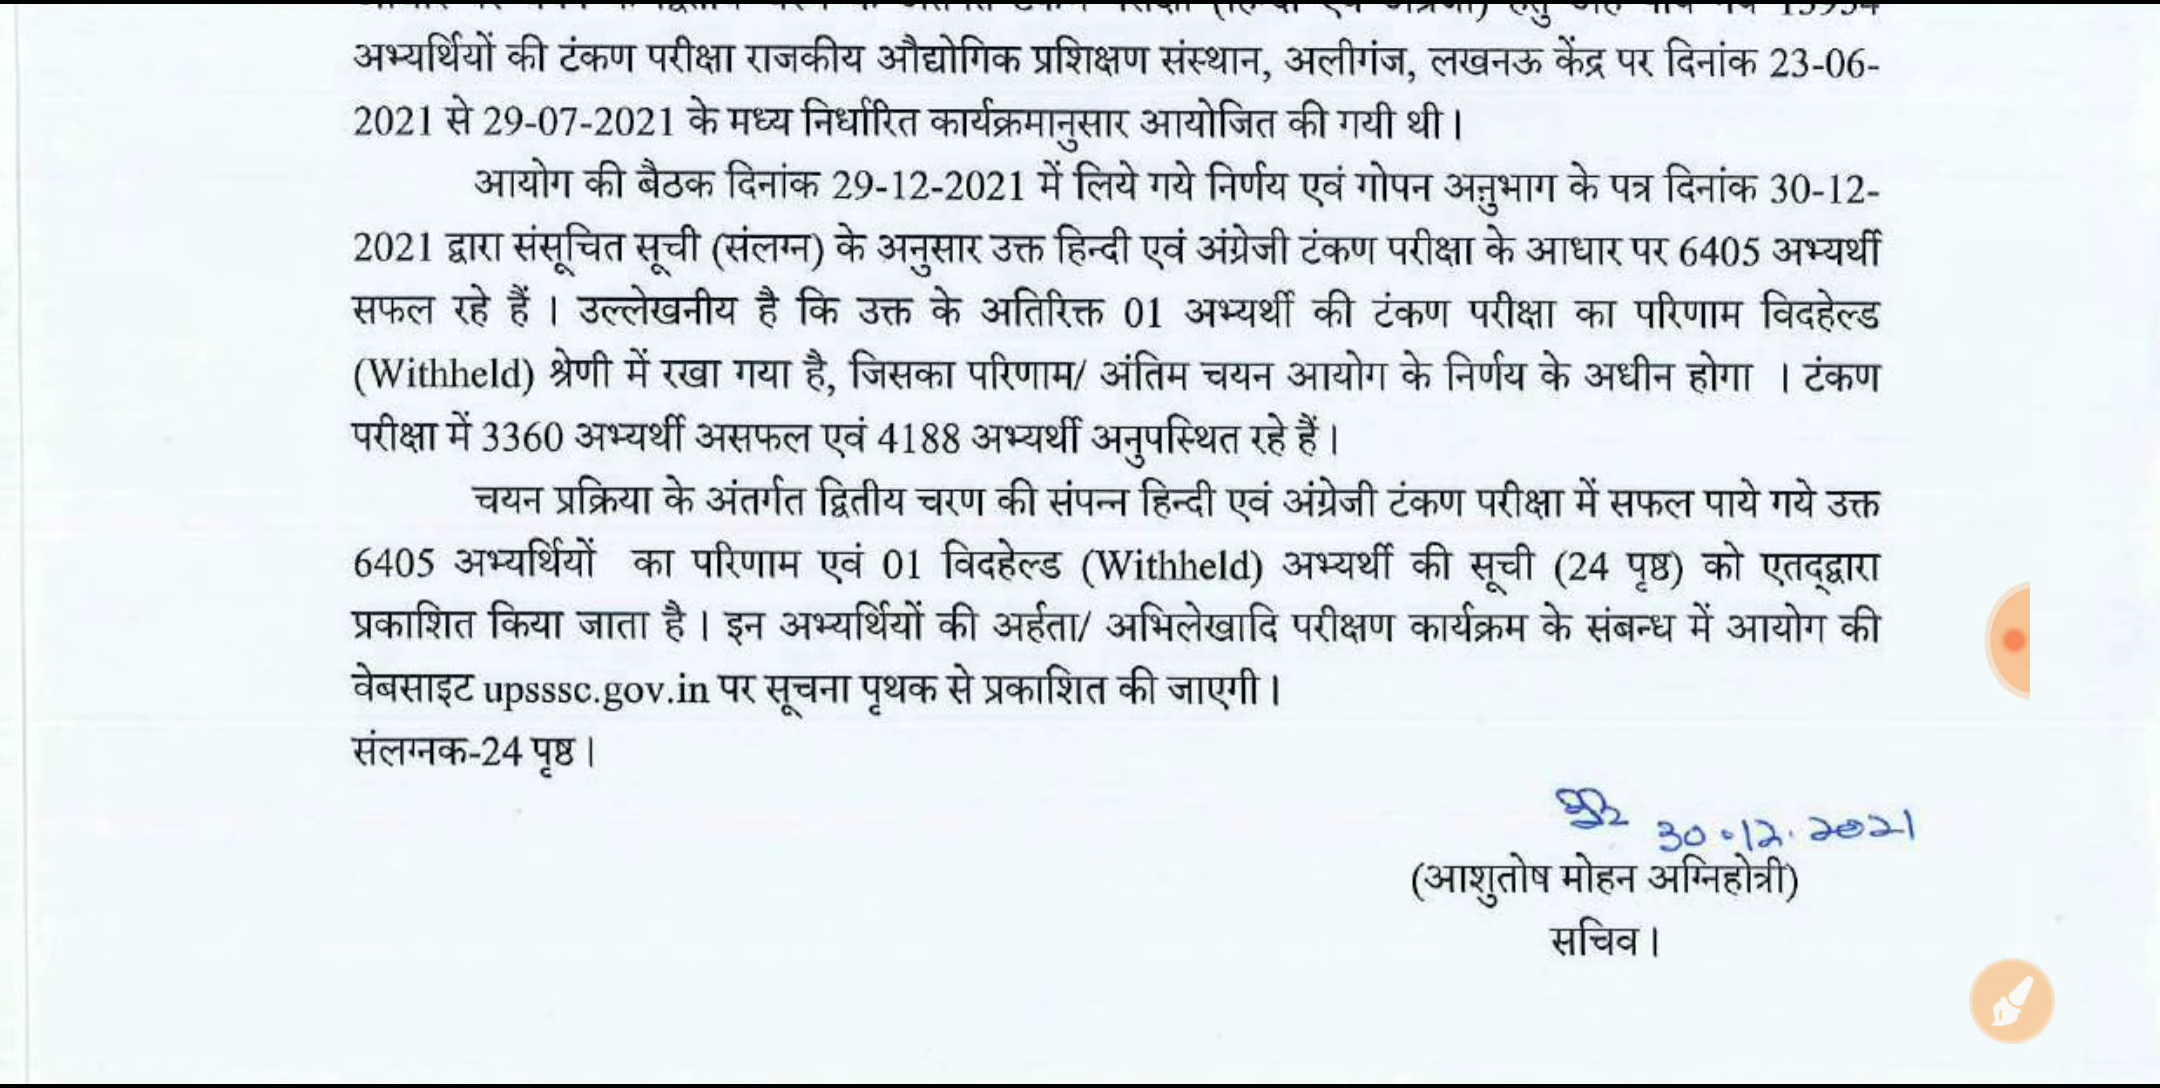 (हिन्दी एवं अंग्रेजी) हेतु अर्ह पाये गये 13954
अभ्यर्थियों की टंकण परीक्षा राजकीय औद्योगिक प्रशिक्षण संस्थान, अलीगंज, लखनऊ केंद्र पर दिनांक 23-06-
2021 से 29-07-2021 के मध्य निर्धारित कार्यक्रमानुसार आयोजित की गयी थी।
आयोग की बैठक दिनांक 29-12-2021 में लिये गये निर्णय एवं गोपन अनुभाग के पत्र दिनांक 30-12-
2021 द्वारा संसूचित सूची (संलग्न) के अनुसार उक्त हिन्दी एवं अंग्रेजी टंकण परीक्षा के आधार पर 6405 अभ्यर्थी
सफल रहे हैं । उल्लेखनीय है कि उक्त के अतिरिक्त 01 अभ्यर्थी की टंकण परीक्षा का परिणाम विदहेल्ड
(Withheld) श्रेणी में रखा गया है, जिसका परिणाम/ अंतिम चयन आयोग के निर्णय के अधीन होगा । टंकण
परीक्षा में 3360 अभ्यर्थी असफल एवं 4188 अभ्यर्थी अनुपस्थित रहे हैं।
चयन प्रक्रिया के अंतर्गत द्वितीय चरण की संपन्न हिन्दी एवं अंग्रेजी टंकण परीक्षा में सफल पाये गये उक्त
6405 अभ्यर्थियों का परिणाम एवं 01 विदहेल्ड (Withheld) अभ्यर्थी की सूची (24 पृष्ठ) को एतद्द्वारा
प्रकाशित किया जाता है। इन अभ्यर्थियों की अर्हता/ अभिलेखादि परीक्षण कार्यक्रम के संबन्ध में आयोग की
वेबसाइट upsssc.gov.in पर सूचना पृथक से प्रकाशित की जाएगी।
संलग्नक-24 पृष्ठ।
30.12.2021
(आशुतोष मोहन अग्निहोत्री)
सचिव।